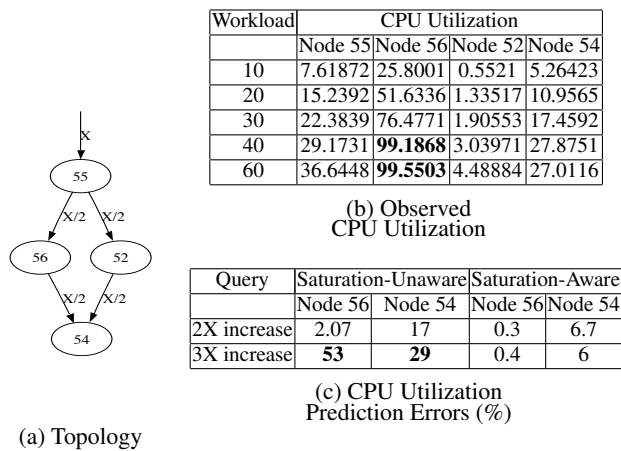 X
55
X/2 X/2
56 52
X/2 X/2
54
(a) Topology
Workload CPU Utilization
Node 55 Node 56 Node 52 Node 54
10 7.61872 25.8001 0.5521 5.26423
20 15.2392 51.6336 1.33517 10.9565
30 22.3839 76.4771 1.90553 17.4592
40 29.1731 99.1868 3.03971 27.8751
60 36.6448 99.5503 4.48884 27.0116
(b) Observed
CPU Utilization
Query Saturation-Unaware Saturation-Aware
Node 56 Node 54 Node 56 Node 54
2X increase 2.07 17 0.3 6.7
3X increase 53 29 0.4 6
(c) CPU Utilization
Prediction Errors (%)